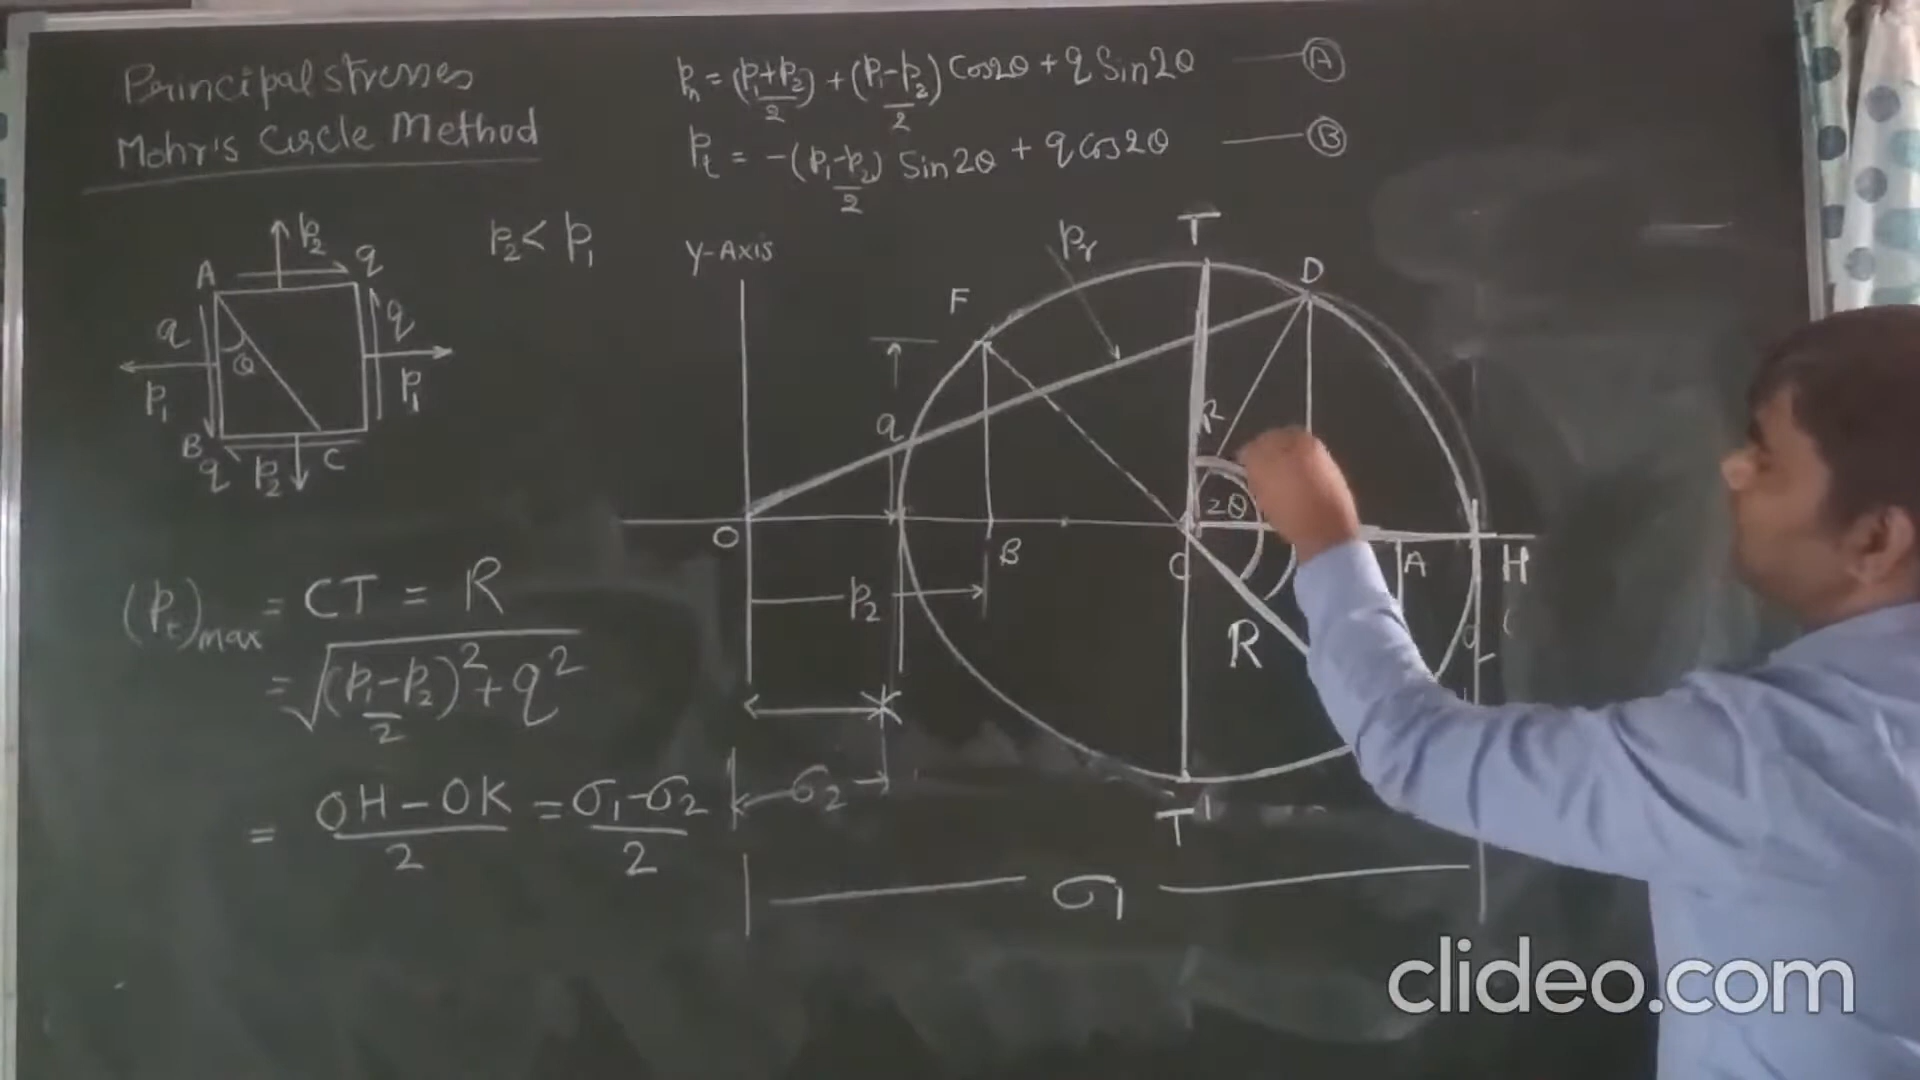 Principal stresses
Mohr's Circle Method
pn = (p1+p2/2) + (p1-p2/2) Cos2θ + q Sin2θ — A
pt = -(p1-p2/2) Sin2θ + q cos2θ — B
p2 < p1
A
p2
q
q
θ
q
p1
p1
B
q
p2
C
Y-Axis
F
pr
T
D
q
R
2θ
O
B
C
A
H
p2
R
σ2
T'
σ1
(pt)max = CT = R
= √(p1-p2/2)² + q²
= OH-OK/2 = σ1-σ2/2
clideo.com